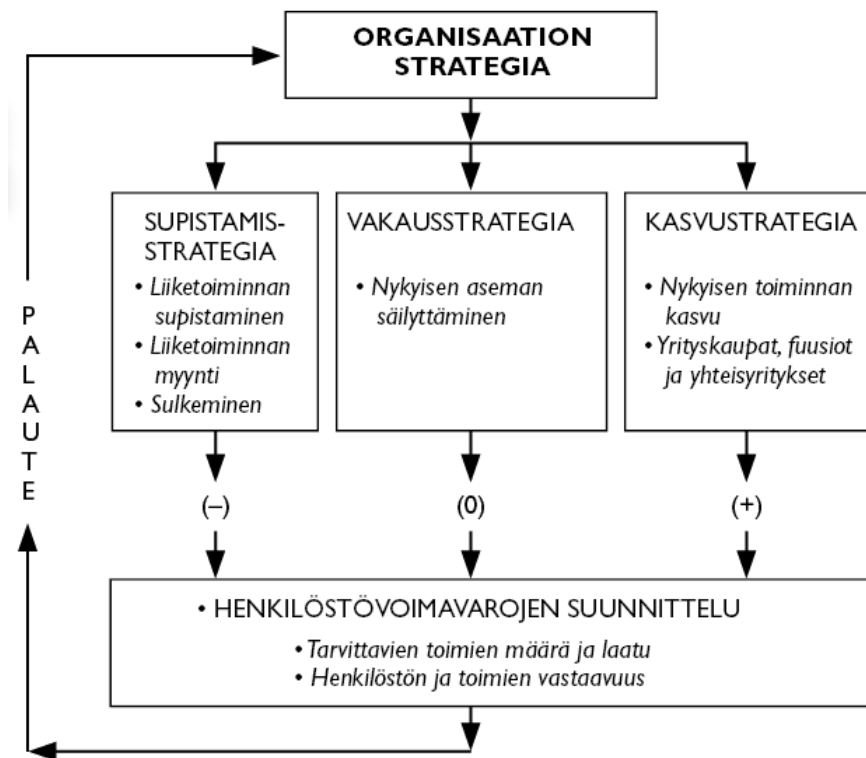 ORGANISAATION
STRATEGIA
SUPISTAMIS-
STRATEGIA
• Liiketoiminnan
supistaminen
• Liiketoiminnan
myynti
• Sulkeminen
VAKAUSSTRATEGIA
• Nykyisen aseman
säilyttäminen
KASVUSTRATEGIA
• Nykyisen toiminnan
kasvu
• Yrityskaupat, fuusiot
ja yhteisyritykset
PALAUTE
(–)
(0)
(+)
• HENKILÖSTÖVOIMAVAROJEN SUUNNITTELU
• Tarvittavien toimien määrä ja laatu
• Henkilöstön ja toimien vastaavuus